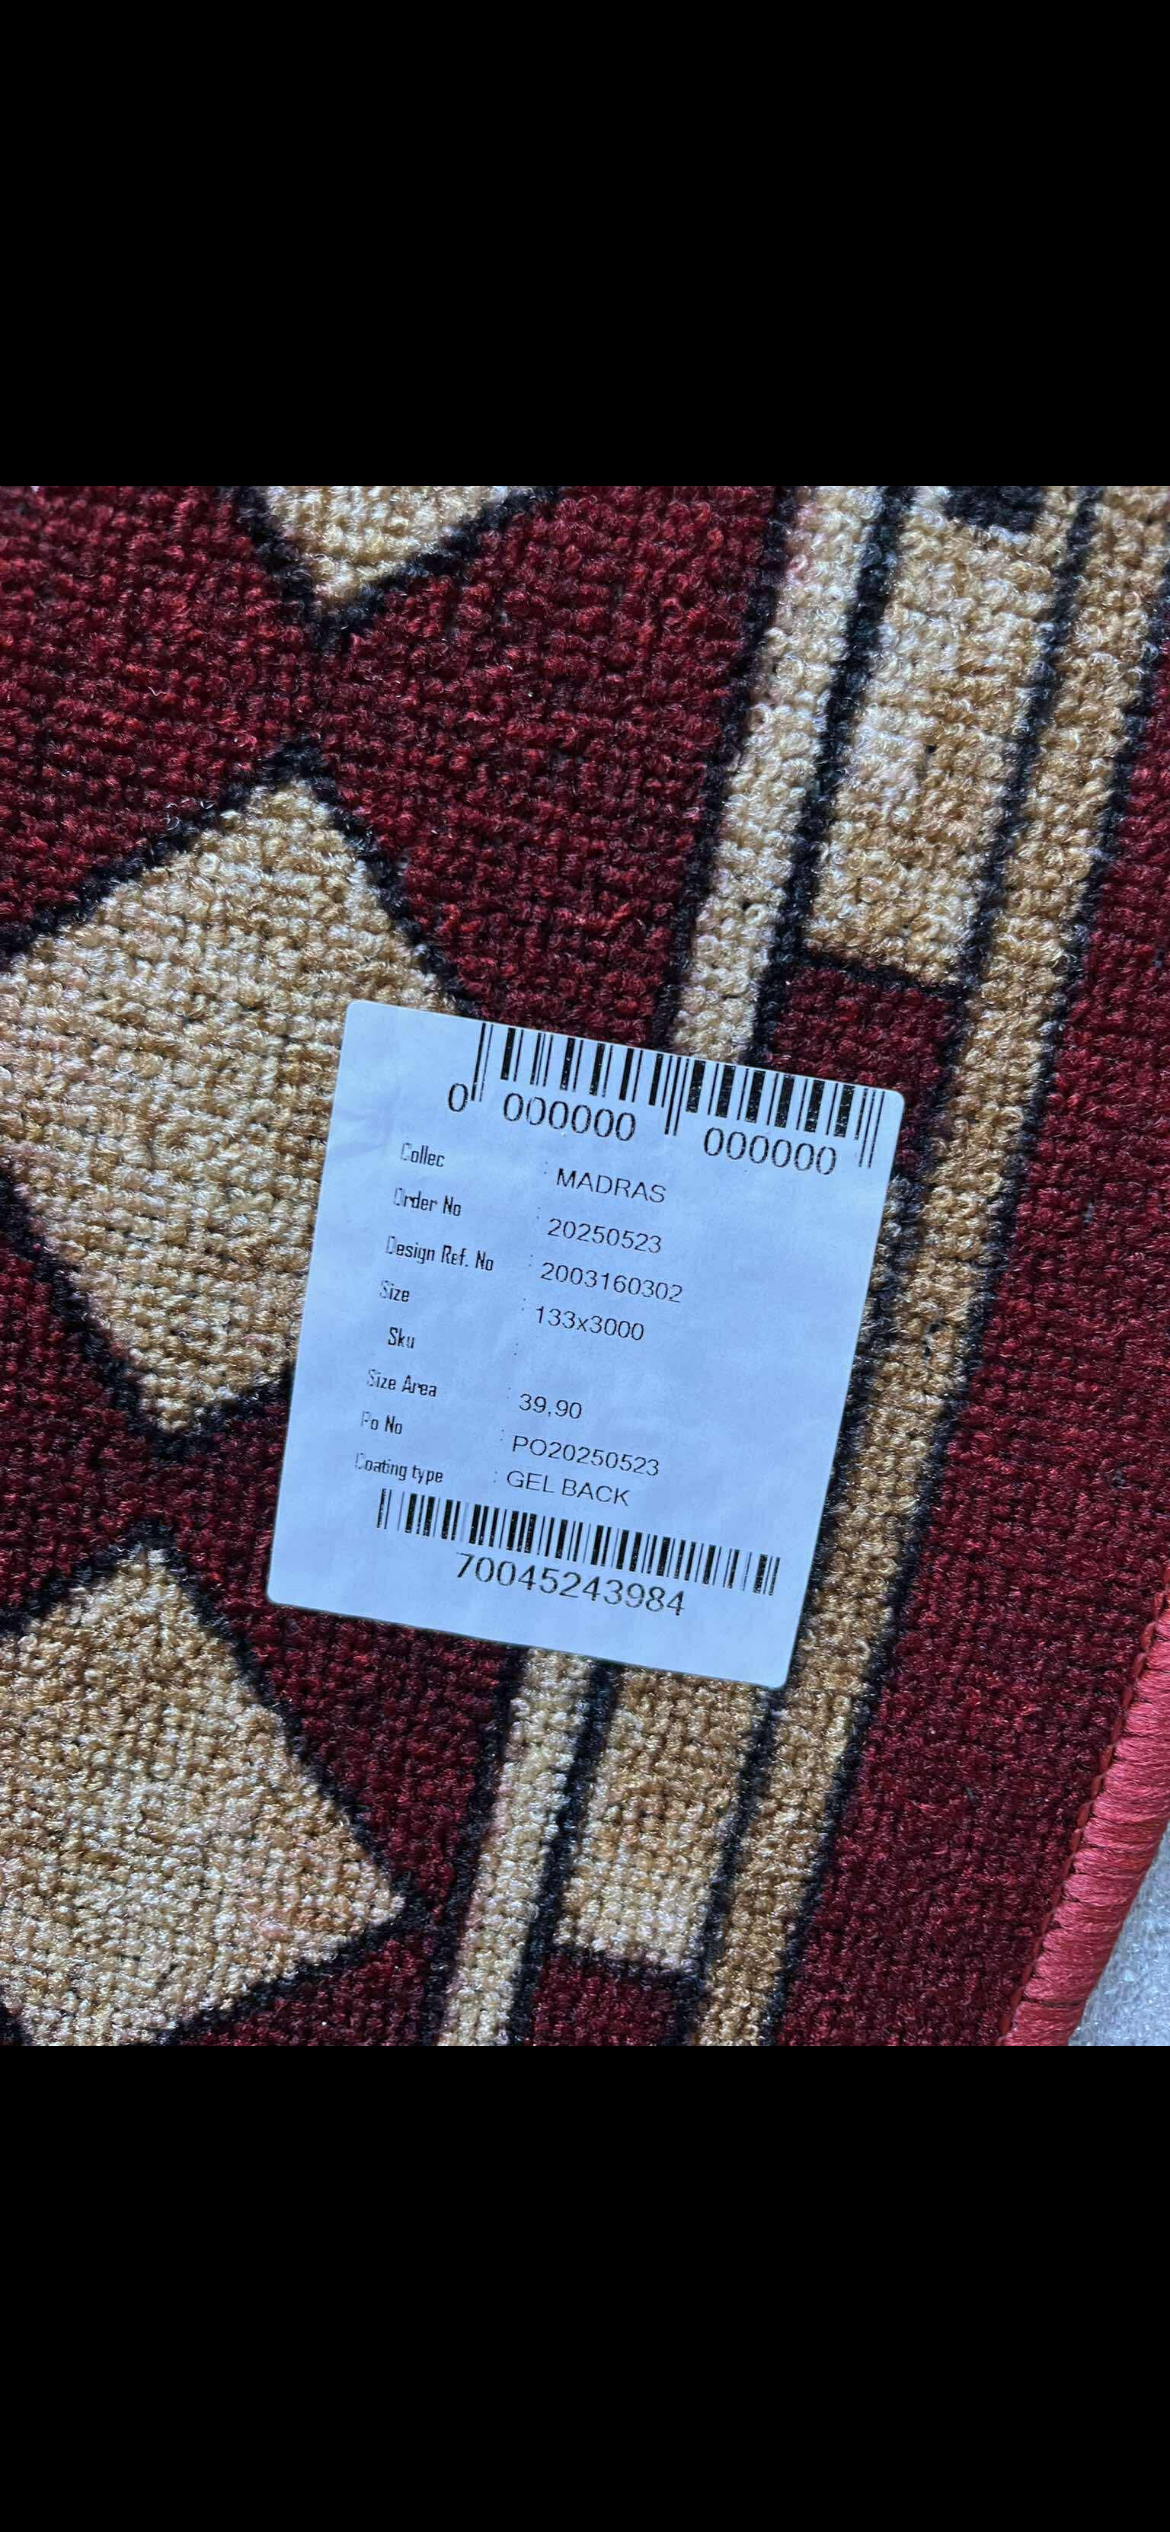 0 000000 000000
Collec : MADRAS
Order No : 20250523
Design Ref. No : 2003160302
Size : 133x3000
Sku :
Size Area : 39,90
Po No : PO20250523
Coating type : GEL BACK
70045243984